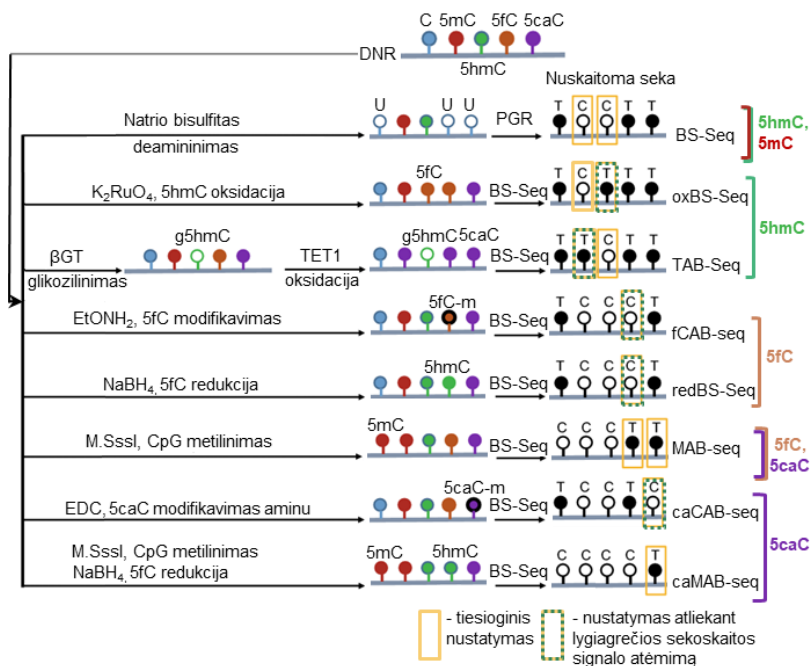 C 5mC 5fC 5caC
DNR
5hmC
Nuskaitoma seka
U U U
T C C T T
Natrio bisulfitas
deamininimas
PGR
BS-Seq
5hmC,
5mC
K₂RuO₄, 5hmC oksidacija
5fC
BS-Seq
T C T T T
oxBS-Seq
5hmC
βGT
glikozilinimas
g5hmC
TET1
oksidacija
g5hmC 5caC
BS-Seq
T T C T T
TAB-Seq
EtONH₂, 5fC modifikavimas
5fC-m
BS-Seq
T C C C T
fCAB-seq
5fC
NaBH₄, 5fC redukcija
5hmC
BS-Seq
T C C C T
redBS-Seq
M.SssI, CpG metilinimas
5mC
BS-Seq
C C C T T
MAB-seq
5fC,
5caC
EDC, 5caC modifikavimas aminu
5caC-m
BS-Seq
T C C T C
caCAB-seq
5caC
M.SssI, CpG metilinimas
NaBH₄, 5fC redukcija
5mC 5hmC
BS-Seq
C C C C T
caMAB-seq
- tiesioginis
nustatymas
- nustatymas atliekant
lygiagrečios sekoskaitos
signalo atėmimą